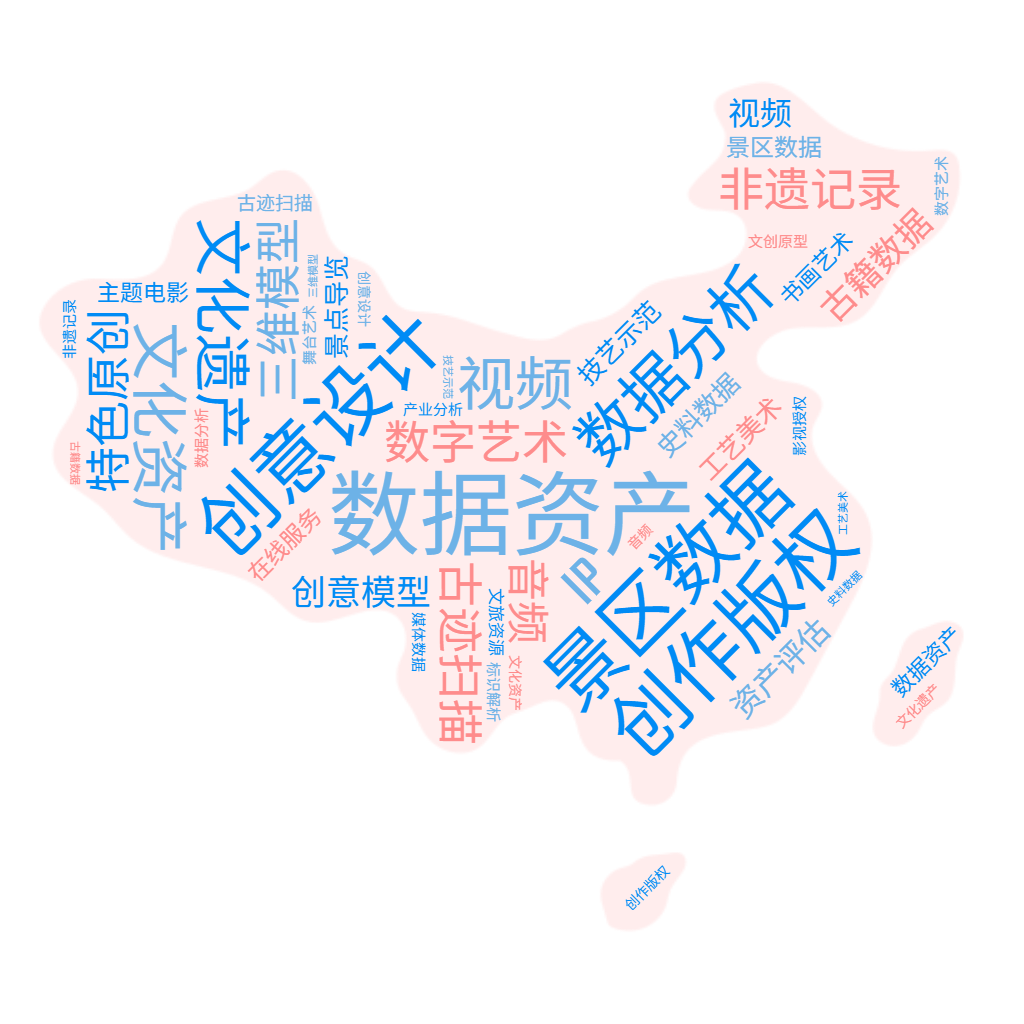 视频
景区数据
非遗记录
数字艺术
古迹扫描
文创原型
书画艺术
古籍数据
文化遗产
三维模型
三维模型
景点导览
创意设计
舞台艺术
主题电影
非遗记录
特色原创
文化资产
数据分析
古籍数据
创意设计
技艺示范
产业分析
视频
数字艺术
技艺示范
数据分析
史料数据
工艺美术
影视授权
数据资产
在线服务
音频
工艺美术
景区数据
创作版权
IP
史料数据
创意模型
媒体数据
古迹扫描
文旅资源
音频
标识解析
文化资产
资产评估
数据资产
文化遗产
创作版权